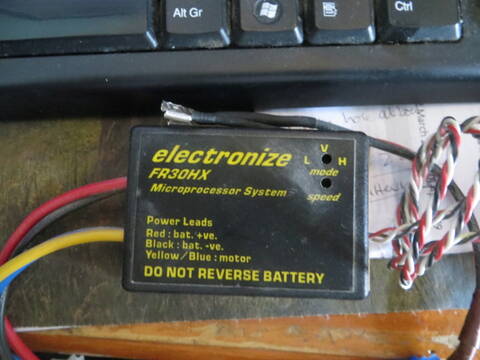 Alt Gr
Ctrl
electronize
FR30HX
Microprocessor System
V
L H
mode
speed
Power Leads
Red : bat. +ve.
Black : bat. -ve.
Yellow/Blue : motor
DO NOT REVERSE BATTERY
March